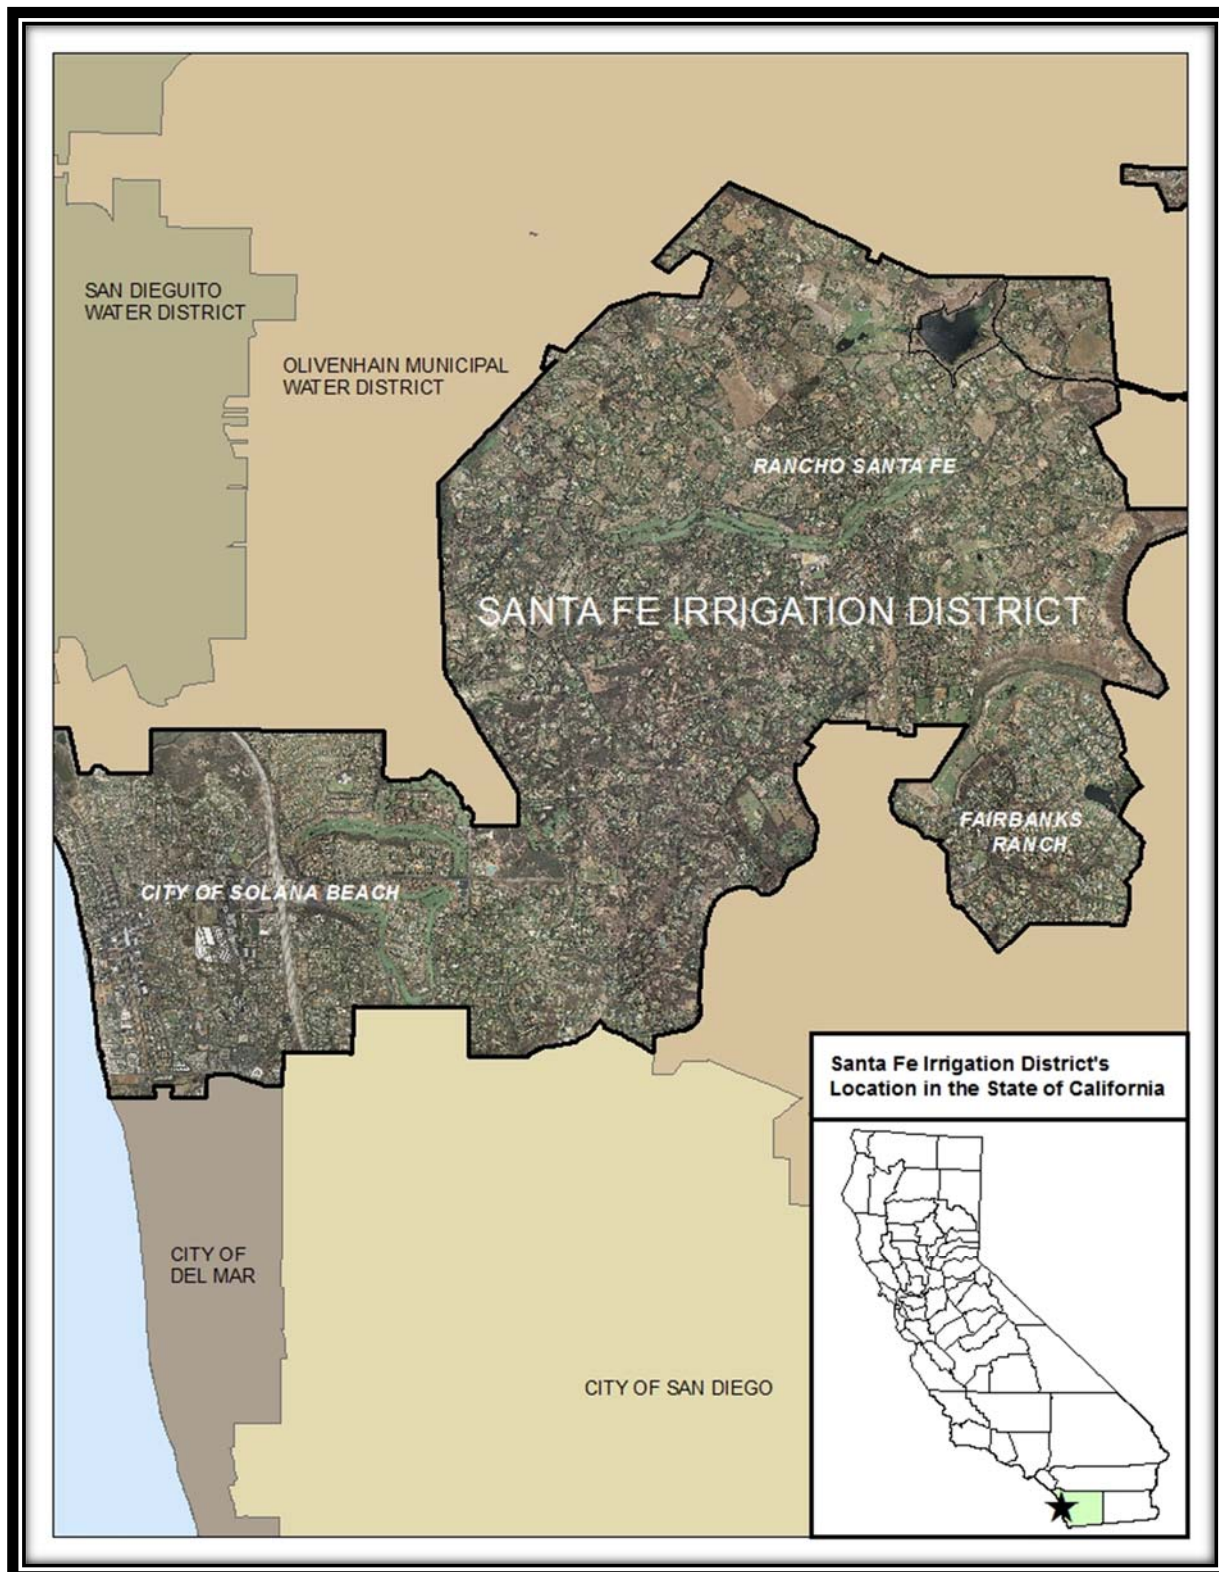 SAN DIEGUITO
WATER DISTRICT
OLIVENHAIN MUNICIPAL
WATER DISTRICT
RANCHO SANTA FE
SANTA FE IRRIGATION DISTRICT
FAIRBANKS
RANCH
CITY OF SOLANA BEACH
Santa Fe Irrigation District's
Location in the State of California
CITY OF
DEL MAR
CITY OF SAN DIEGO